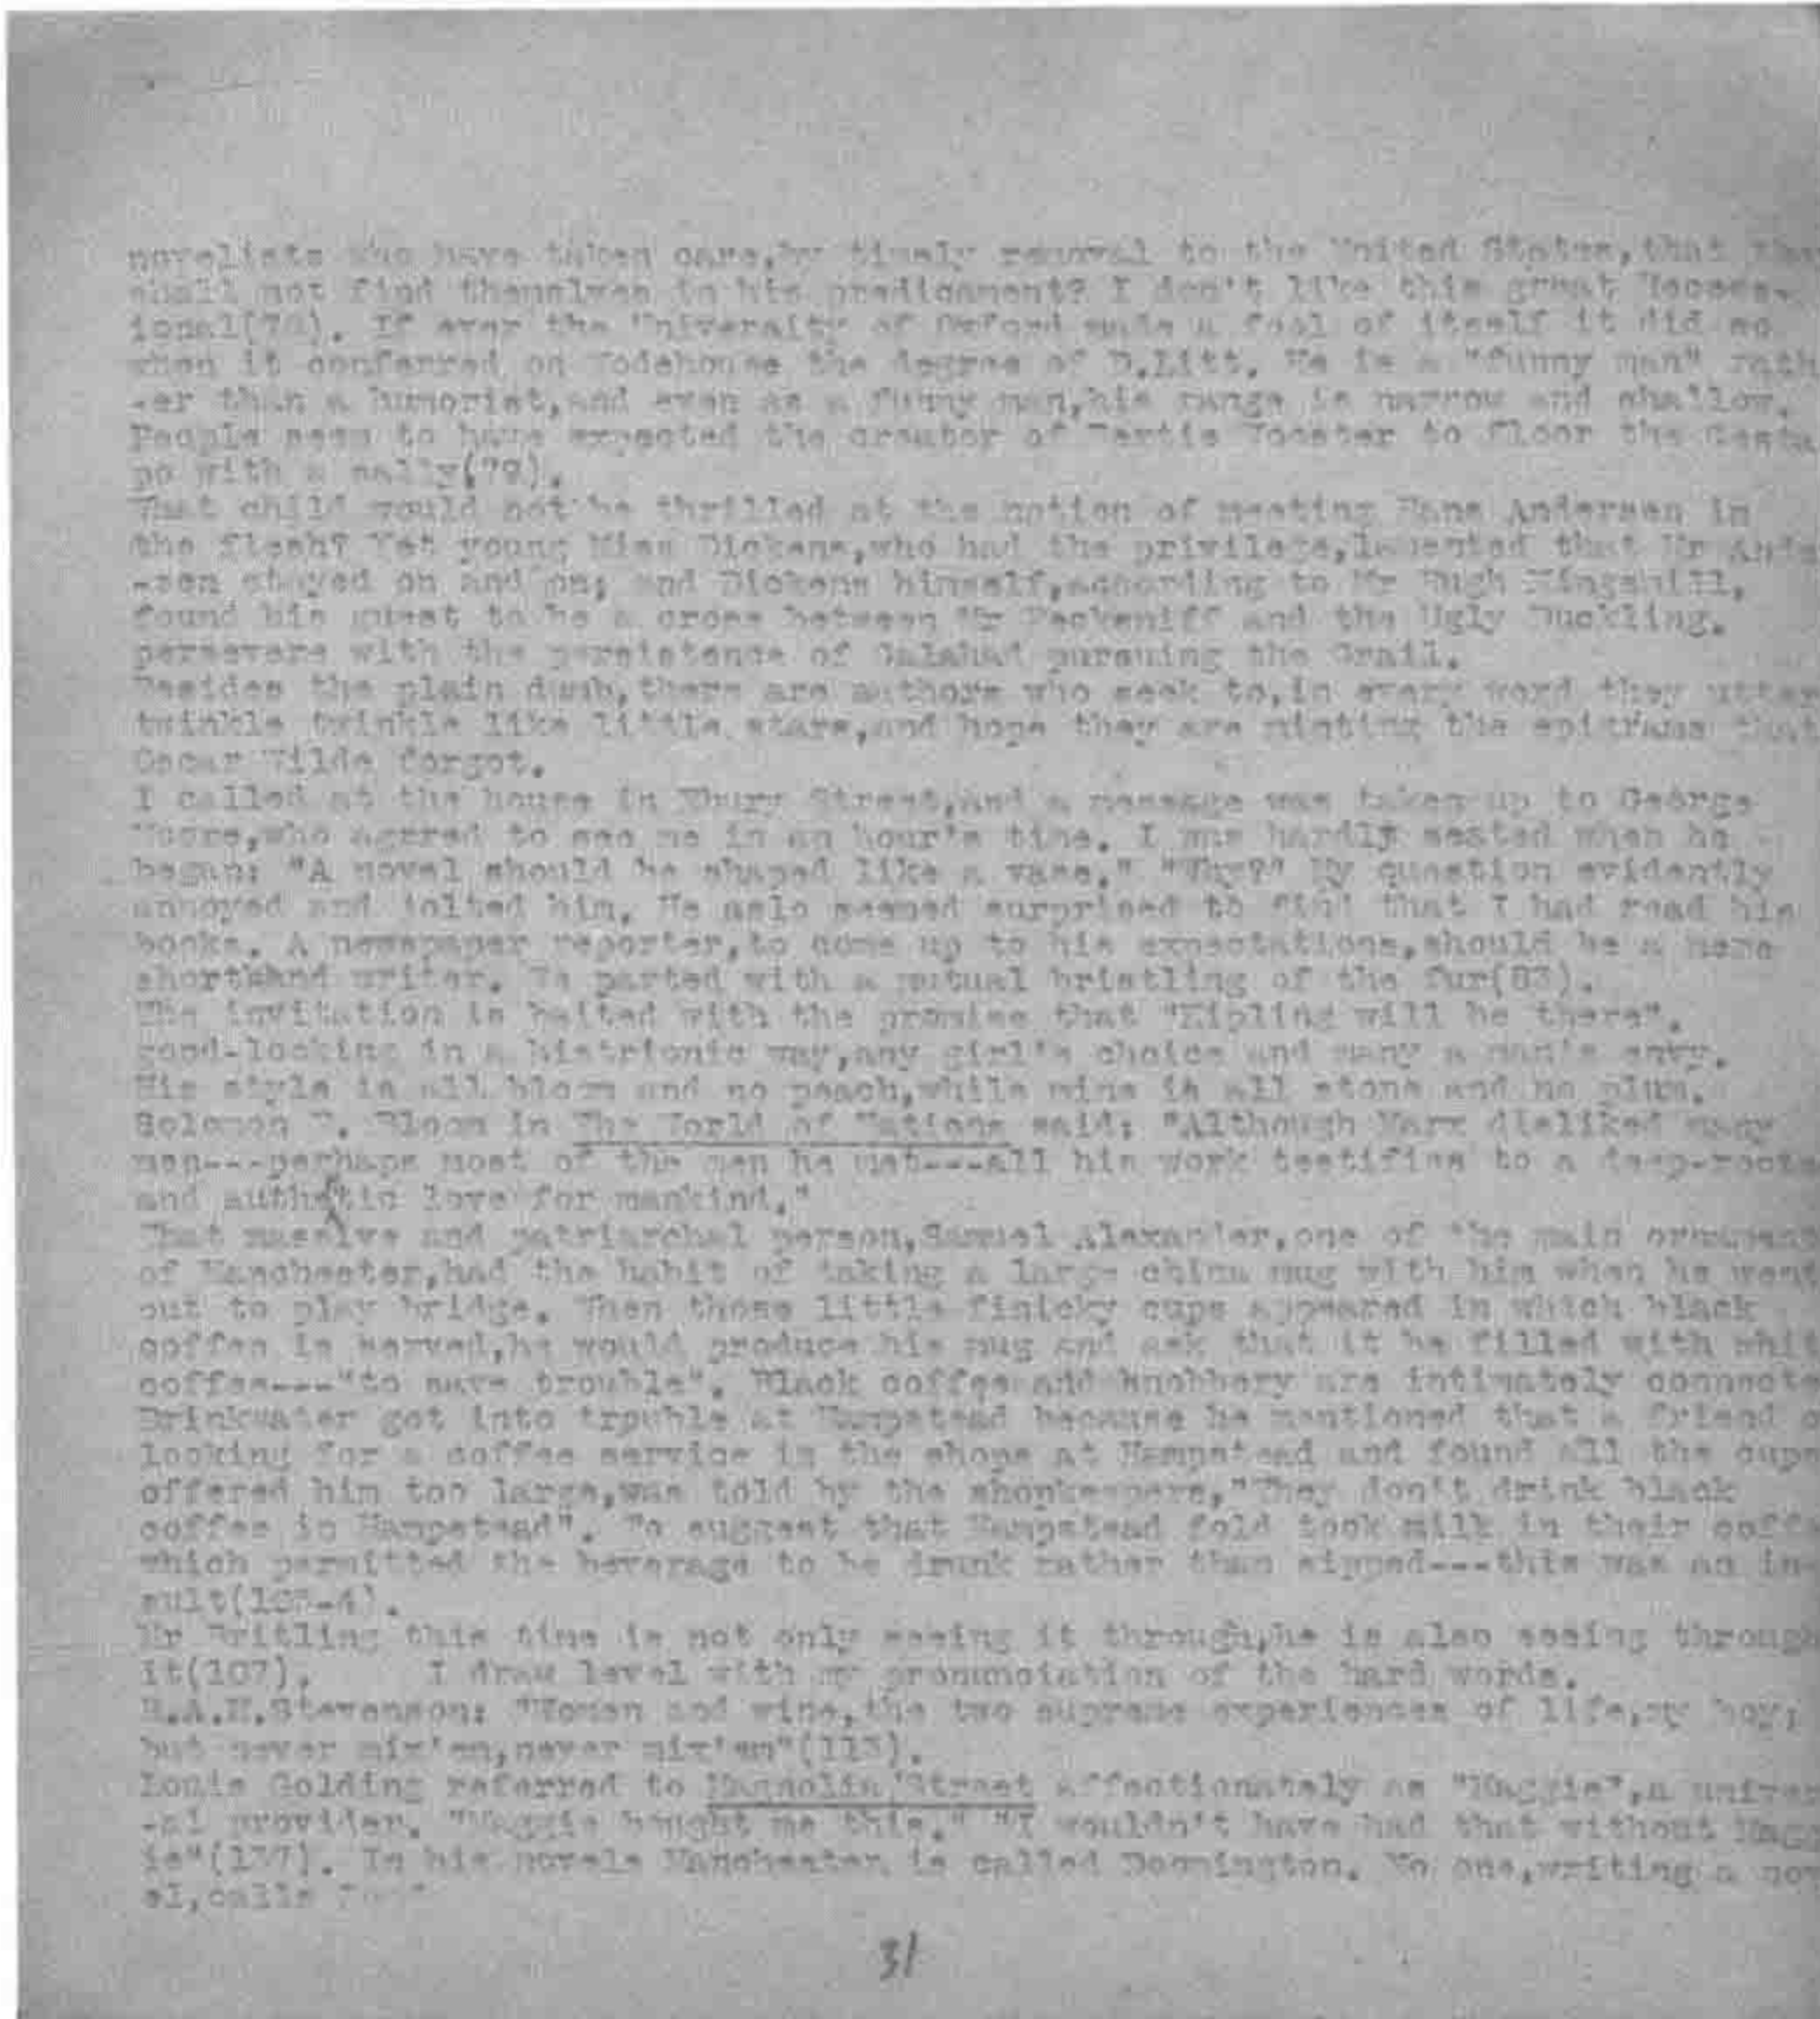 novelists who have taken care,by timely removal to the United States,that they
shall not find themselves in his predicament? I don't like this great Recess-
ional(78). If ever the University of Oxford made a fool of itself it did so
when it conferred on Wodehouse the degree of D.Litt. He is a "funny man" rath
-er than a humorist,and even as a funny man,his range is narrow and shallow.
People seem to have expected the creator of Bertie Wooster to floor the Gesta
po with a sally(79).
What child would not be thrilled at the notion of meeting Hans Andersen in
the flesh? Yet young Miss Dickens,who had the privilege,lamented that Mr Ande
-sen stayed on and on; and Dickens himself,according to Mr Hugh Kingsmill,
found his guest to be a cross between Mr Pecksniff and the Ugly Duckling.
persevere with the persistence of Galahad pursuing the Grail.
Besides the plain dumb,there are authors who seek to,in every word they utter
twinkle twinkle like little stars,and hope they are minting the epigrams that
Oscar Wilde forgot.
I called at the house in Ebury Street,and a message was taken up to George
Moore,who agrred to see me in an hour's time. I was hardly seated when he
began: "A novel should be shaped like a vase." "Why?" My question evidently
annoyed and jolted him. He aslo seemed surprised to find that I had read his
books. A newspaper reporter,to come up to his expectations,should be a mere
shorthand writer. We parted with a mutual bristling of the fur(83).
The invitation is baited with the promise that "Kipling will be there".
good-looking in a histrionic way,any girl's choice and many a man's envy.
His style is all bloom and no peach,while mine is all stone and no plum.
Solomon F. Bloom in The World of Nations said: "Although Marx disliked many
men---perhaps most of the men he met---all his work testifies to a deep-roote
and authetic love for mankind."
That massive and patriarchal person,Samuel Alexander,one of the main ornament
of Manchester,had the habit of taking a large china mug with him when he went
out to play bridge. When those little finicky cups appeared in which black
coffee is served,he would produce his mug and ask that it be filled with whit
coffee---"to save trouble". Black coffee and snobbery are intimately connecte
Drinkwater got into trpuble at Hampstead because he mentioned that a friend
looking for a coffee service in the shops at Hampstead and found all the cups
offered him too large,was told by the shopkeepers,"They don't drink black
coffee in Hampstead". To suggest that Hampstead fold took milk in their coff
which permitted the beverage to be drunk rather than sipped---this was an in-
sult(103-4).
Mr Britling this time is not only seeing it through,he is also seeing through
it(107). I draw level with my pronunciation of the hard words.
R.A.M.Stevenson: "Women and wine,the two supreme experiences of life,my boy;
but never mix'em,never mix'em"(113).
Louis Golding referred to Magnolia Street affectionately as "Maggie",a univer
-al provider. "Maggie bought me this." "I wouldn't have had that without Magg
ie"(137). In his novels Manchester is called Doomington. No one,writing a nov
el,calls
31